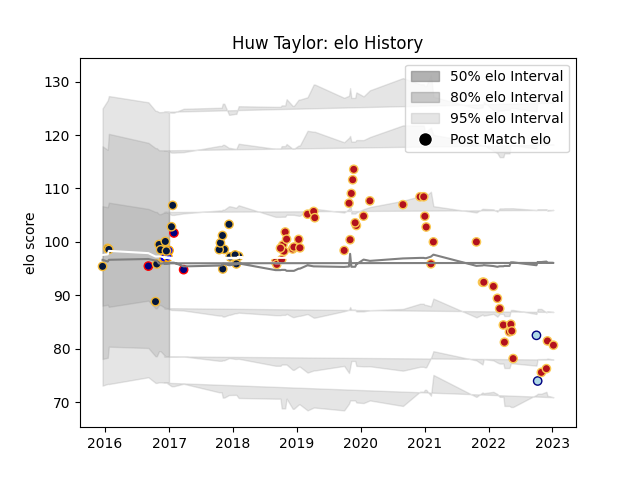 Huw Taylor: elo History
50% elo Interval
80% elo Interval
95% elo Interval
Post Match elo
elo score
130
120
110
100
90
80
70
2016 2017 2018 2019 2020 2021 2022 2023